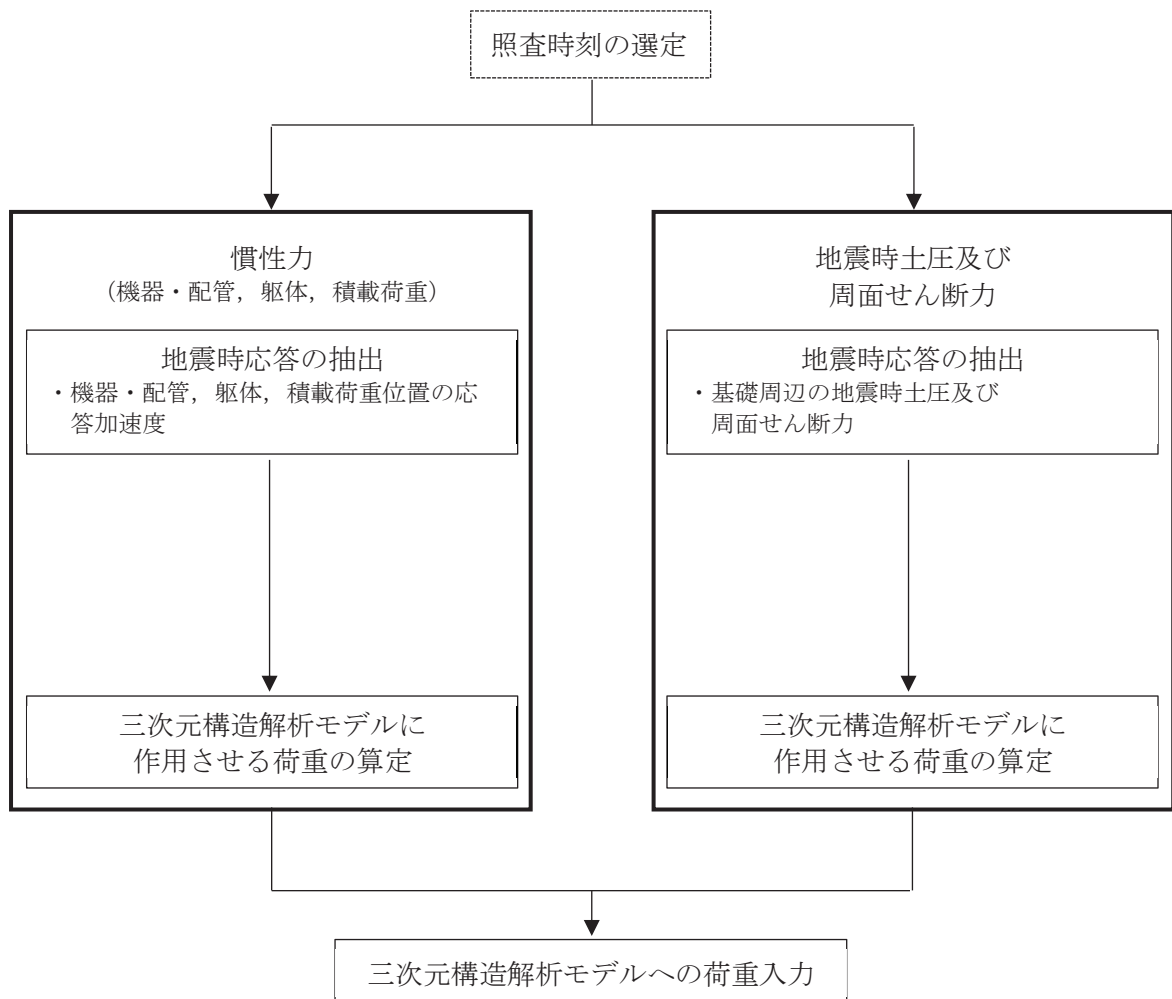 照査時刻の選定
慣性力
（機器・配管，躯体，積載荷重）
地震時応答の抽出
・機器・配管，躯体，積載荷重位置の応
答加速度
三次元構造解析モデルに
作用させる荷重の算定
地震時土圧及び
周面せん断力
地震時応答の抽出
・基礎周辺の地震時土圧及び
周面せん断力
三次元構造解析モデルに
作用させる荷重の算定
三次元構造解析モデルへの荷重入力